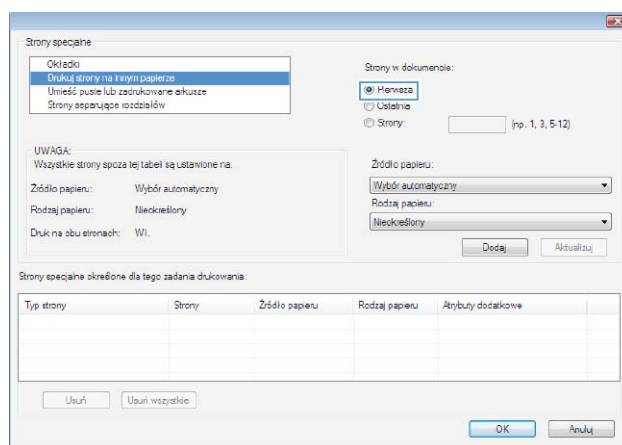 Strony specjalne
Okładki
Drukuj strony na innym papierze
Umieść puste lub zadrukowane arkusze
Strony separujące rozdziałów
Strony w dokumencie:
Pierwsza
Ostatnia
Strony: (np. 1, 3, 5-12)
UWAGA:
Wszystkie strony spoza tej tabeli są ustawione na:
Źródło papieru: Wybór automatyczny
Rodzaj papieru: Nieokreślony
Druk na obu stronach: Wł.
Źródło papieru:
Wybór automatyczny
Rodzaj papieru:
Nieokreślony
Dodaj Aktualizuj
Strony specjalne określone dla tego zadania drukowania:
Typ strony Strony Źródło papieru Rodzaj papieru Atrybuty dodatkowe
Usuń Usuń wszystkie
OK Anuluj